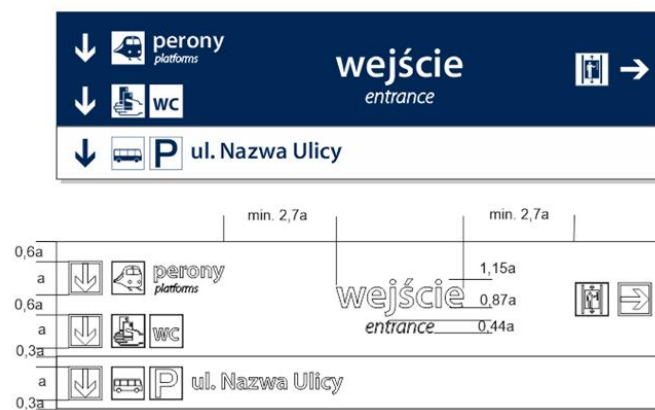 perony
platforms
wejście
entrance
WC
P ul. Nazwa Ulicy
min. 2,7a
min. 2,7a
0,6a
a
perony
platforms
1,15a
0,6a
wejście
0,87a
a
WC
entrance
0,44a
0,3a
a
P ul. Nazwa Ulicy
0,3a